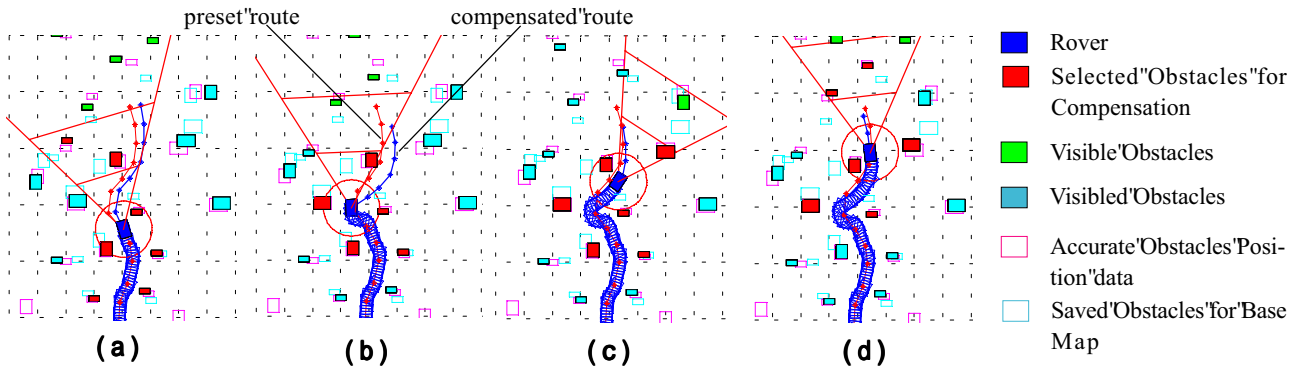 preset"route
compensated"route
Rover
Selected"Obstacles"for
Compensation
Visible"Obstacles
Visibled"Obstacles
Accurate"Obstacles"Posi-
tion"data
Saved"Obstacles"for"Base
Map
(a)
(b)
(c)
(d)